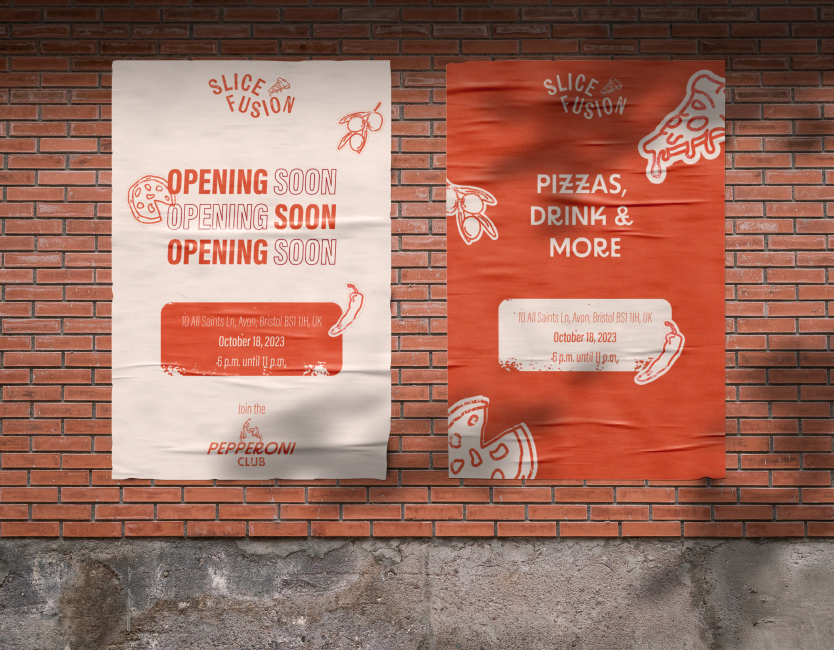 SLICE
FUSION
OPENING SOON
OPENING SOON
OPENING SOON
10 All Saints Ln, Avon, Bristol BS1 1JH, UK
October 18, 2023
6 p.m. until 11 p.m.
Join the
PEPPERONI
CLUB
SLICE
FUSION
PIZZAS,
DRINK &
MORE
10 All Saints Ln, Avon, Bristol BS1 1JH, UK
October 18, 2023
6 p.m. until 11 p.m.